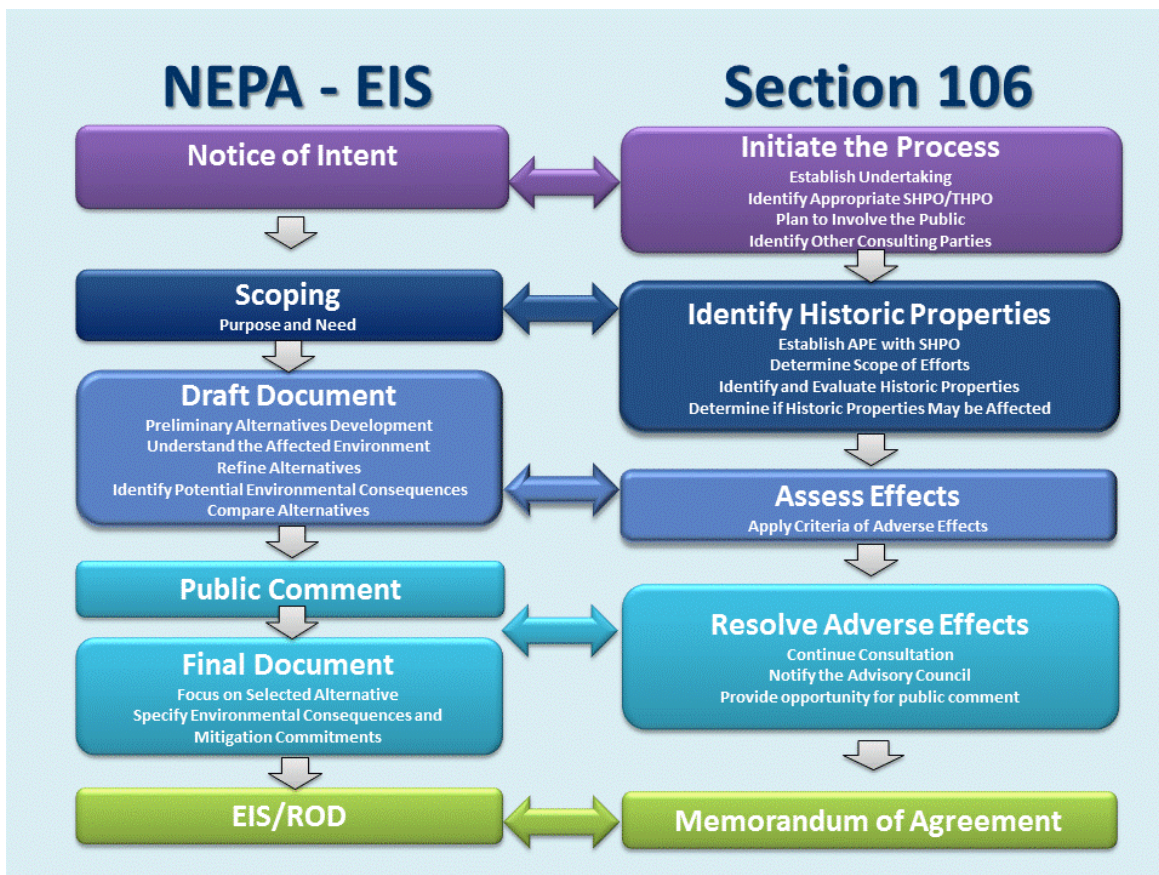 NEPA - EIS
Notice of Intent
Scoping
Purpose and Need
Draft Document
Preliminary Alternatives Development
Understand the Affected Environment
Refine Alternatives
Identify Potential Environmental Consequences
Compare Alternatives
Public Comment
Final Document
Focus on Selected Alternative
Specify Environmental Consequences and
Mitigation Commitments
EIS/ROD
Section 106
Initiate the Process
Establish Undertaking
Identify Appropriate SHPO/THPO
Plan to Involve the Public
Identify Other Consulting Parties
Identify Historic Properties
Establish APE with SHPO
Determine Scope of Efforts
Identify and Evaluate Historic Properties
Determine if Historic Properties May be Affected
Assess Effects
Apply Criteria of Adverse Effects
Resolve Adverse Effects
Continue Consultation
Notify the Advisory Council
Provide opportunity for public comment
Memorandum of Agreement